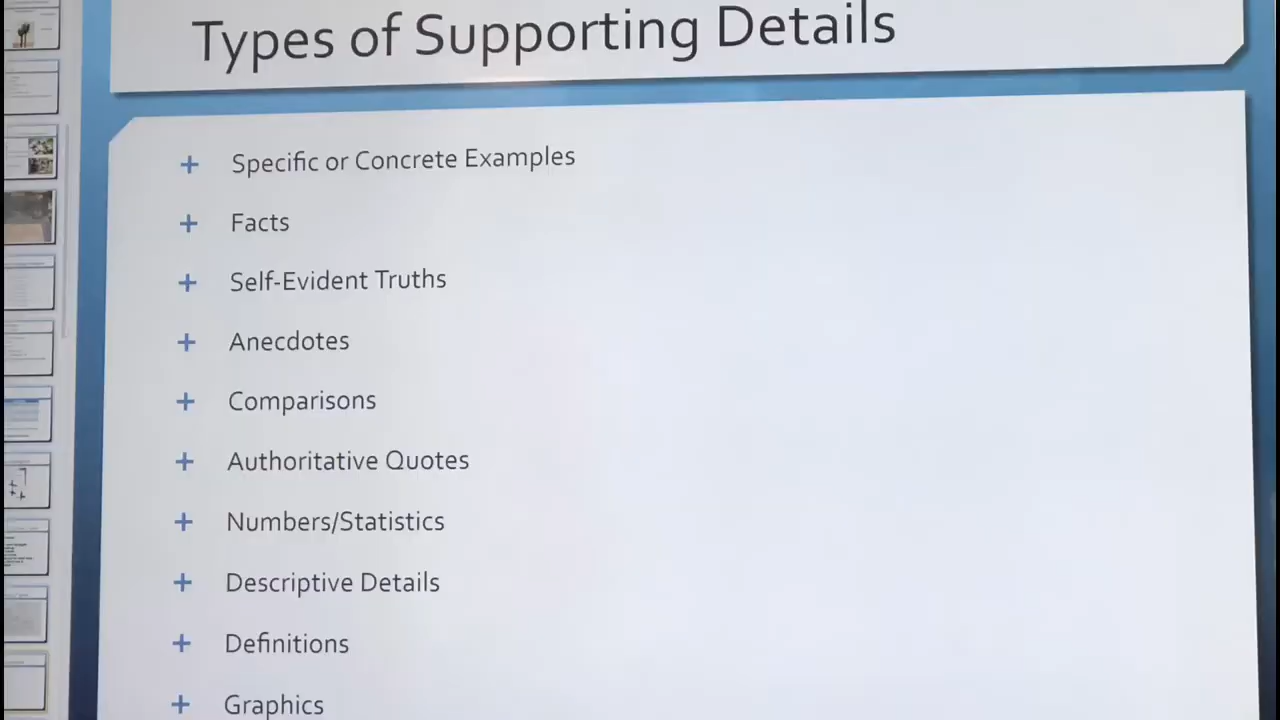 Types of Supporting Details
+ Specific or Concrete Examples
+ Facts
+ Self-Evident Truths
+ Anecdotes
+ Comparisons
+ Authoritative Quotes
+ Numbers/Statistics
+ Descriptive Details
+ Definitions
+ Graphics